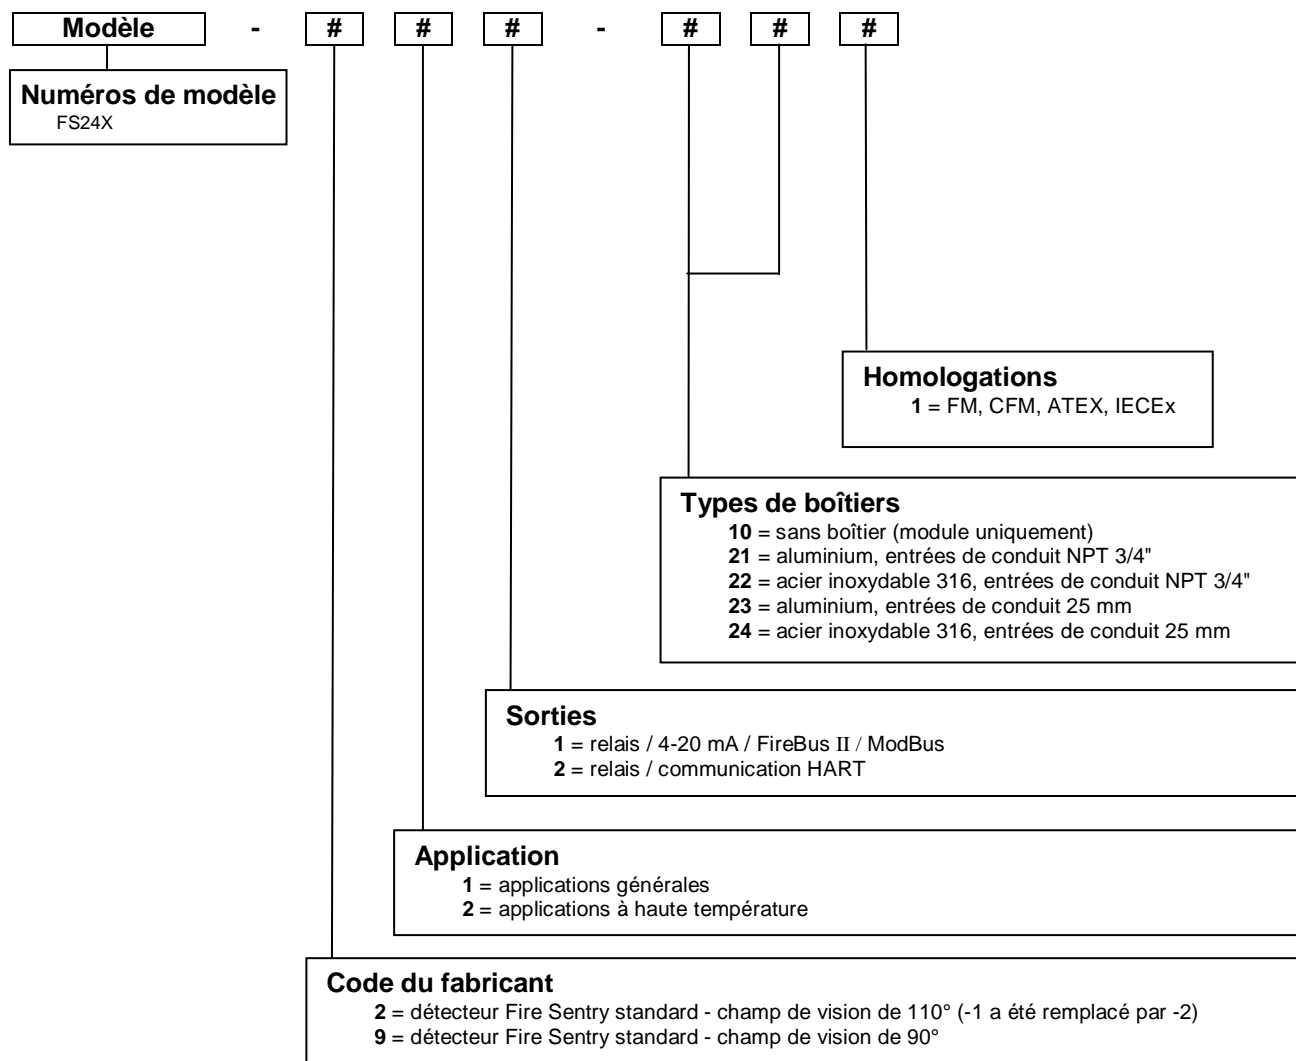 Modèle - # # # - # # #
Numéros de modèle
FS24X
Homologations
1 = FM, CFM, ATEX, IECEx
Types de boîtiers
10 = sans boîtier (module uniquement)
21 = aluminium, entrées de conduit NPT 3/4"
22 = acier inoxydable 316, entrées de conduit NPT 3/4"
23 = aluminium, entrées de conduit 25 mm
24 = acier inoxydable 316, entrées de conduit 25 mm
Sorties
1 = relais / 4-20 mA / FireBus II / ModBus
2 = relais / communication HART
Application
1 = applications générales
2 = applications à haute température
Code du fabricant
2 = détecteur Fire Sentry standard - champ de vision de 110° (-1 a été remplacé par -2)
9 = détecteur Fire Sentry standard - champ de vision de 90°